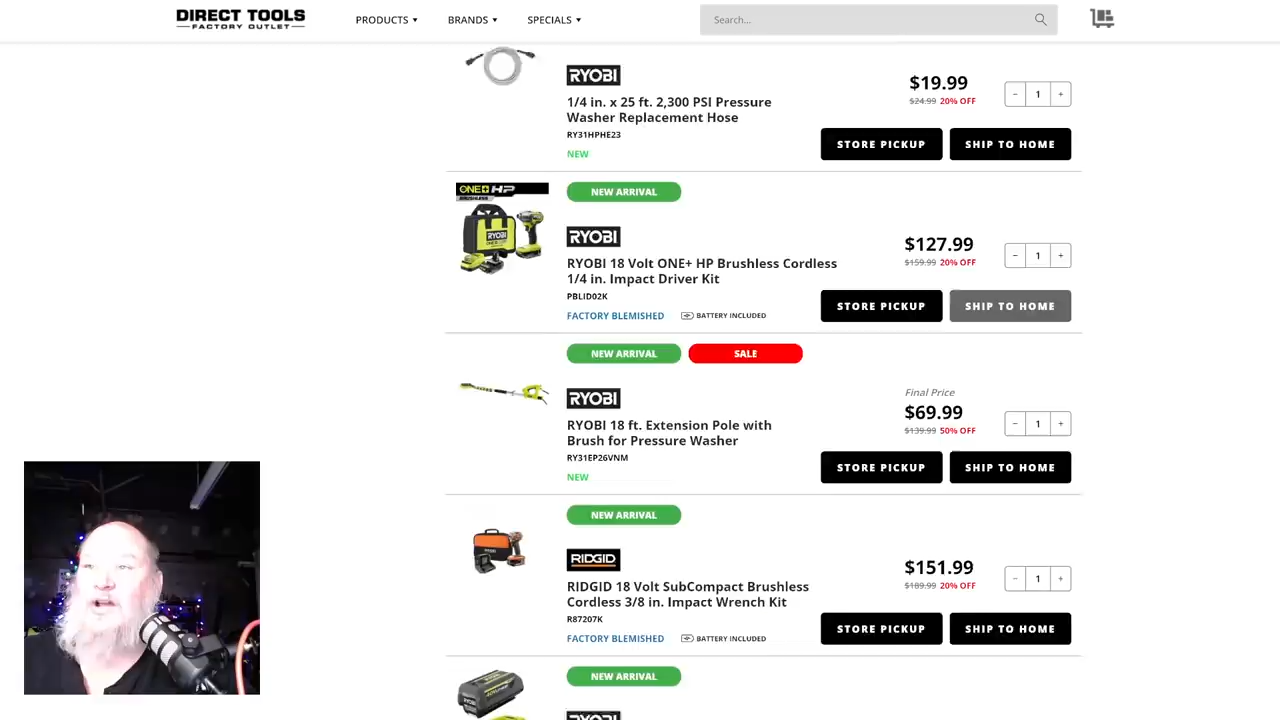 DIRECT TOOLS
FACTORY OUTLET
PRODUCTS ▼
BRANDS ▼
SPECIALS ▼
Search...
RYOBI
1/4 in. x 25 ft. 2,300 PSI Pressure
Washer Replacement Hose
RY31HPHE23
NEW
$19.99
$24.99 20% OFF
− 1 +
STORE PICKUP
SHIP TO HOME
ONE+ HP
BRUSHLESS
RYOBI
NEW ARRIVAL
RYOBI
RYOBI 18 Volt ONE+ HP Brushless Cordless
1/4 in. Impact Driver Kit
PBLID02K
FACTORY BLEMISHED
BATTERY INCLUDED
$127.99
$159.99 20% OFF
− 1 +
STORE PICKUP
SHIP TO HOME
NEW ARRIVAL
SALE
RYOBI
RYOBI 18 ft. Extension Pole with
Brush for Pressure Washer
RY31EP26VNM
NEW
Final Price
$69.99
$139.99 50% OFF
− 1 +
STORE PICKUP
SHIP TO HOME
NEW ARRIVAL
RIDGID
RIDGID 18 Volt SubCompact Brushless
Cordless 3/8 in. Impact Wrench Kit
R87207K
FACTORY BLEMISHED
BATTERY INCLUDED
$151.99
$189.99 20% OFF
− 1 +
STORE PICKUP
SHIP TO HOME
RYOBI
NEW ARRIVAL
RYOBI